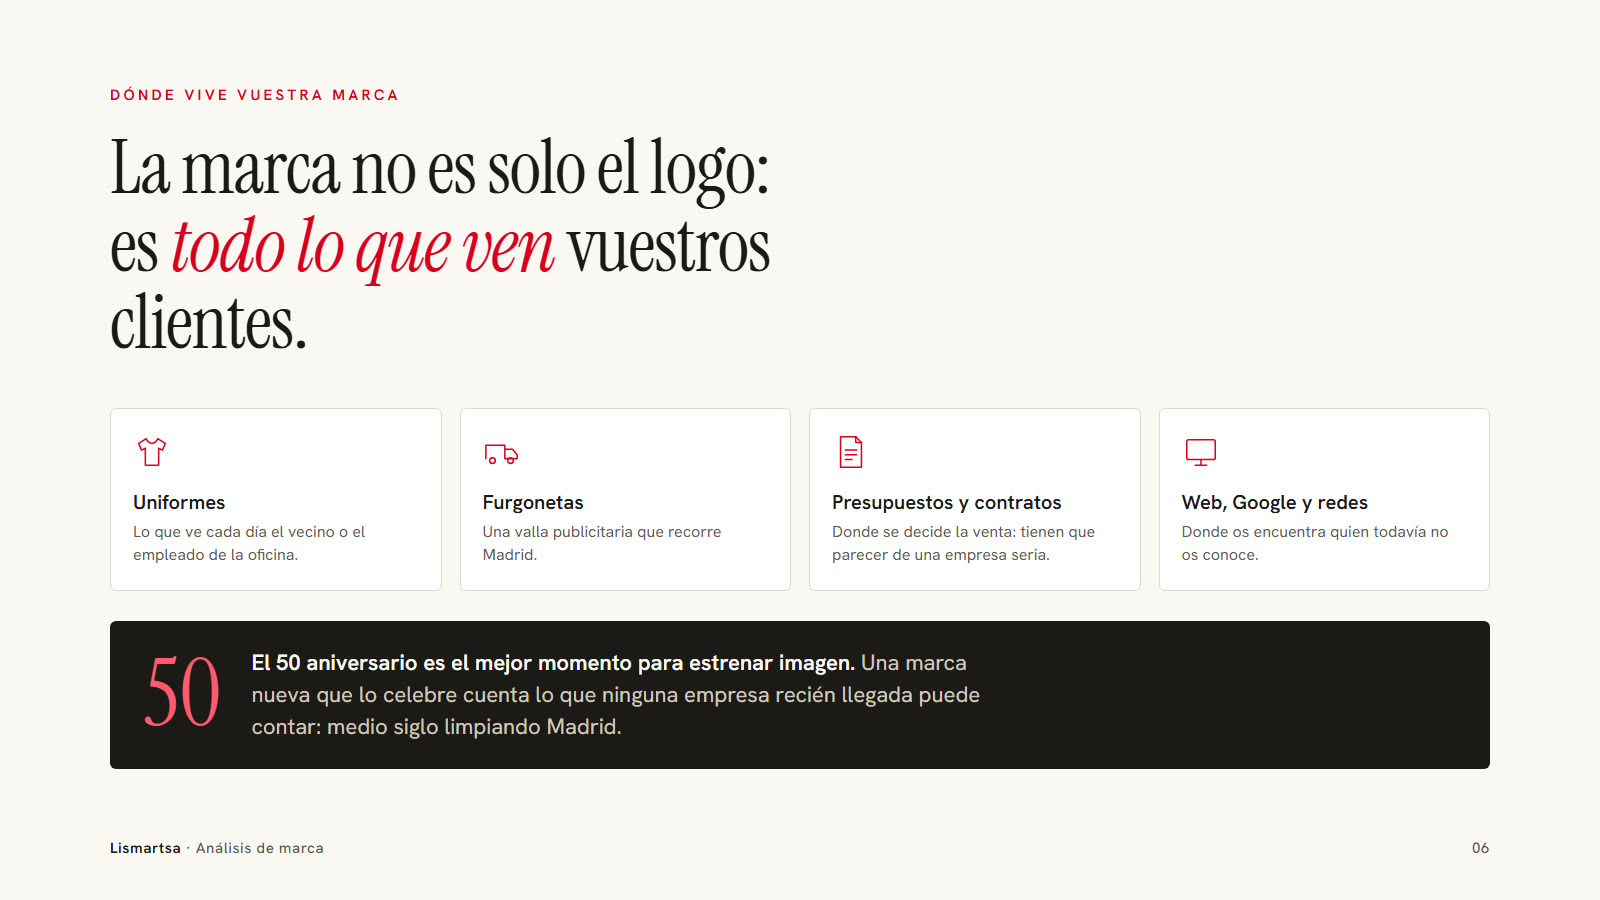 DÓNDE VIVE VUESTRA MARCA
La marca no es solo el logo:
es todo lo que ven vuestros
clientes.
Uniformes
Lo que ve cada día el vecino o el
empleado de la oficina.
Furgonetas
Una valla publicitaria que recorre
Madrid.
Presupuestos y contratos
Donde se decide la venta: tienen que
parecer de una empresa seria.
Web, Google y redes
Donde os encuentra quien todavía no
os conoce.
50
El 50 aniversario es el mejor momento para estrenar imagen. Una marca
nueva que lo celebre cuenta lo que ninguna empresa recién llegada puede
contar: medio siglo limpiando Madrid.
Lismartsa · Análisis de marca
06